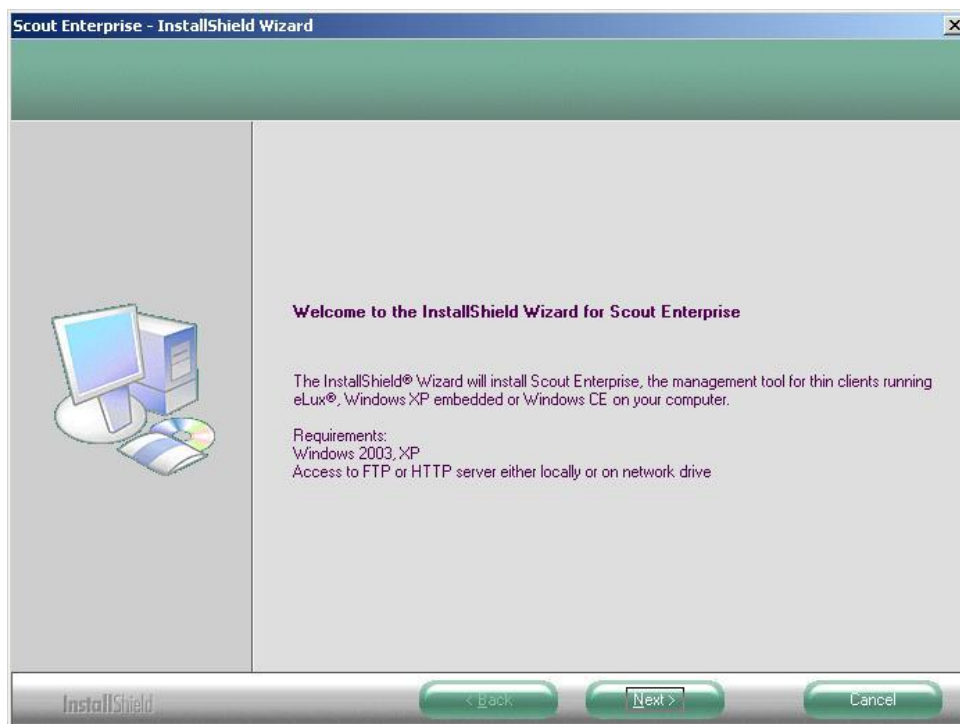 Scout Enterprise - InstallShield Wizard
Welcome to the InstallShield Wizard for Scout Enterprise
The InstallShield® Wizard will install Scout Enterprise, the management tool for thin clients running
eLux®, Windows XP embedded or Windows CE on your computer.
Requirements:
Windows 2003, XP
Access to FTP or HTTP server either locally or on network drive
InstallShield
< Back
Next >
Cancel